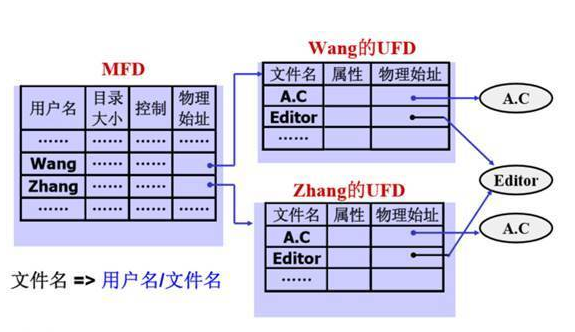 MFD
用户名 目录大小 控制 物理始址
…… …… …… ……
Wang …… ……
Zhang …… ……
…… …… …… ……
文件名 => 用户名/文件名
Wang的UFD
文件名 属性 物理始址
A.C
Editor
……
Zhang的UFD
文件名 属性 物理始址
A.C
Editor
……
A.C
Editor
A.C